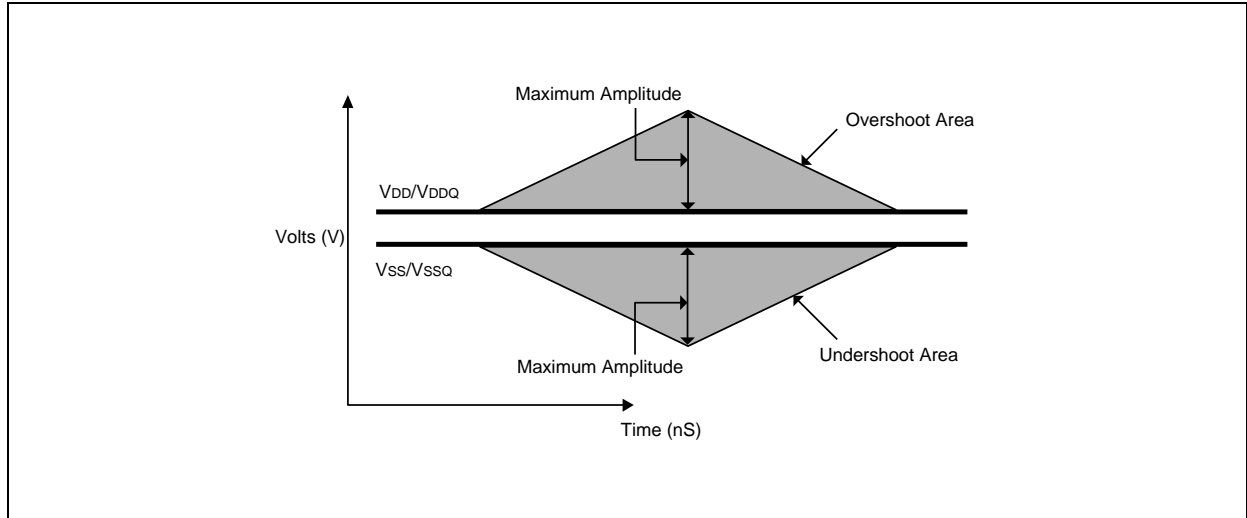 Maximum Amplitude
Overshoot Area
VDD/VDDQ
Volts (V)
VSS/VSSQ
Undershoot Area
Maximum Amplitude
Time (nS)